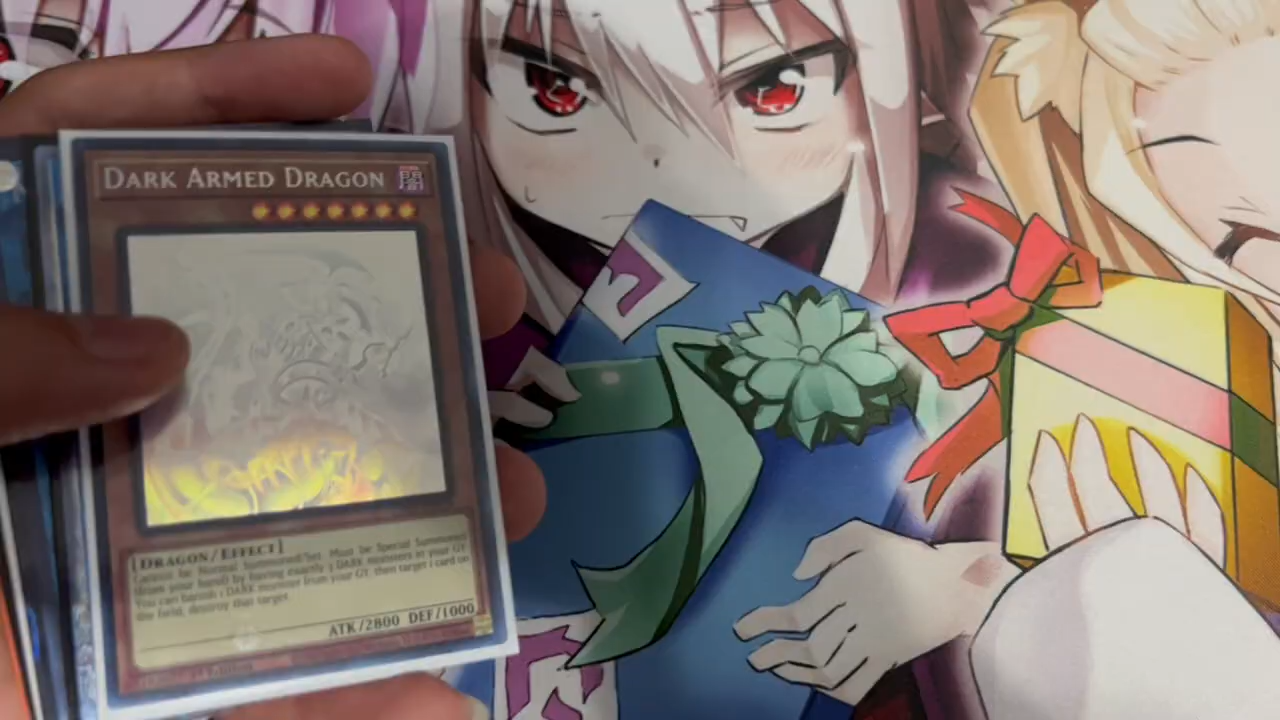 DARK ARMED DRAGON
闇
[DRAGON/EFFECT]
Cannot be Normal Summoned/Set. Must be Special Summoned
(from your hand) by having exactly 3 DARK monsters in your GY.
You can banish 1 DARK monster from your GY, then target 1 card on
the field; destroy that target.
ATK/2800 DEF/1000